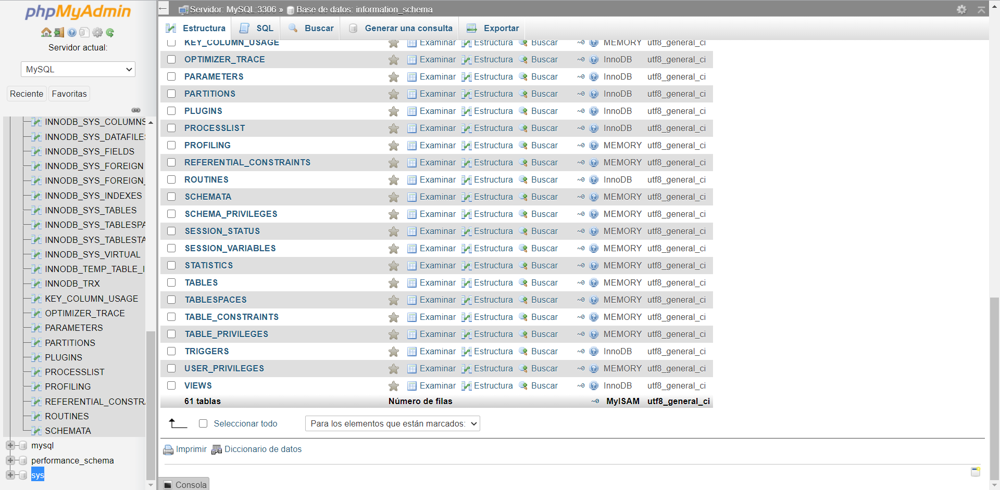 phpMyAdmin
Servidor actual:
MySQL
Reciente Favoritas
INNODB_SYS_COLUMNS
INNODB_SYS_DATAFILES
INNODB_SYS_FIELDS
INNODB_SYS_FOREIGN
INNODB_SYS_FOREIGN_
INNODB_SYS_INDEXES
INNODB_SYS_TABLES
INNODB_SYS_TABLESPA
INNODB_SYS_TABLESTA
INNODB_SYS_VIRTUAL
INNODB_TEMP_TABLE_I
INNODB_TRX
KEY_COLUMN_USAGE
OPTIMIZER_TRACE
PARAMETERS
PARTITIONS
PLUGINS
PROCESSLIST
PROFILING
REFERENTIAL_CONSTRA
ROUTINES
SCHEMATA
mysql
performance_schema
sys
Servidor: MySQL:3306 » Base de datos: information_schema
Estructura SQL Buscar Generar una consulta Exportar
KEY_COLUMN_USAGE Examinar Estructura Buscar ~0 MEMORY utf8_general_ci
OPTIMIZER_TRACE Examinar Estructura Buscar ~0 InnoDB utf8_general_ci
PARAMETERS Examinar Estructura Buscar ~0 InnoDB utf8_general_ci
PARTITIONS Examinar Estructura Buscar ~0 InnoDB utf8_general_ci
PLUGINS Examinar Estructura Buscar ~0 InnoDB utf8_general_ci
PROCESSLIST Examinar Estructura Buscar ~0 InnoDB utf8_general_ci
PROFILING Examinar Estructura Buscar ~0 MEMORY utf8_general_ci
REFERENTIAL_CONSTRAINTS Examinar Estructura Buscar ~0 MEMORY utf8_general_ci
ROUTINES Examinar Estructura Buscar ~0 InnoDB utf8_general_ci
SCHEMATA Examinar Estructura Buscar ~0 MEMORY utf8_general_ci
SCHEMA_PRIVILEGES Examinar Estructura Buscar ~0 MEMORY utf8_general_ci
SESSION_STATUS Examinar Estructura Buscar ~0 MEMORY utf8_general_ci
SESSION_VARIABLES Examinar Estructura Buscar ~0 MEMORY utf8_general_ci
STATISTICS Examinar Estructura Buscar ~0 MEMORY utf8_general_ci
TABLES Examinar Estructura Buscar ~0 MEMORY utf8_general_ci
TABLESPACES Examinar Estructura Buscar ~0 MEMORY utf8_general_ci
TABLE_CONSTRAINTS Examinar Estructura Buscar ~0 MEMORY utf8_general_ci
TABLE_PRIVILEGES Examinar Estructura Buscar ~0 MEMORY utf8_general_ci
TRIGGERS Examinar Estructura Buscar ~0 InnoDB utf8_general_ci
USER_PRIVILEGES Examinar Estructura Buscar ~0 MEMORY utf8_general_ci
VIEWS Examinar Estructura Buscar ~0 InnoDB utf8_general_ci
61 tablas Número de filas ~0 MyISAM utf8_general_ci
Seleccionar todo Para los elementos que están marcados:
Imprimir Diccionario de datos
Consola